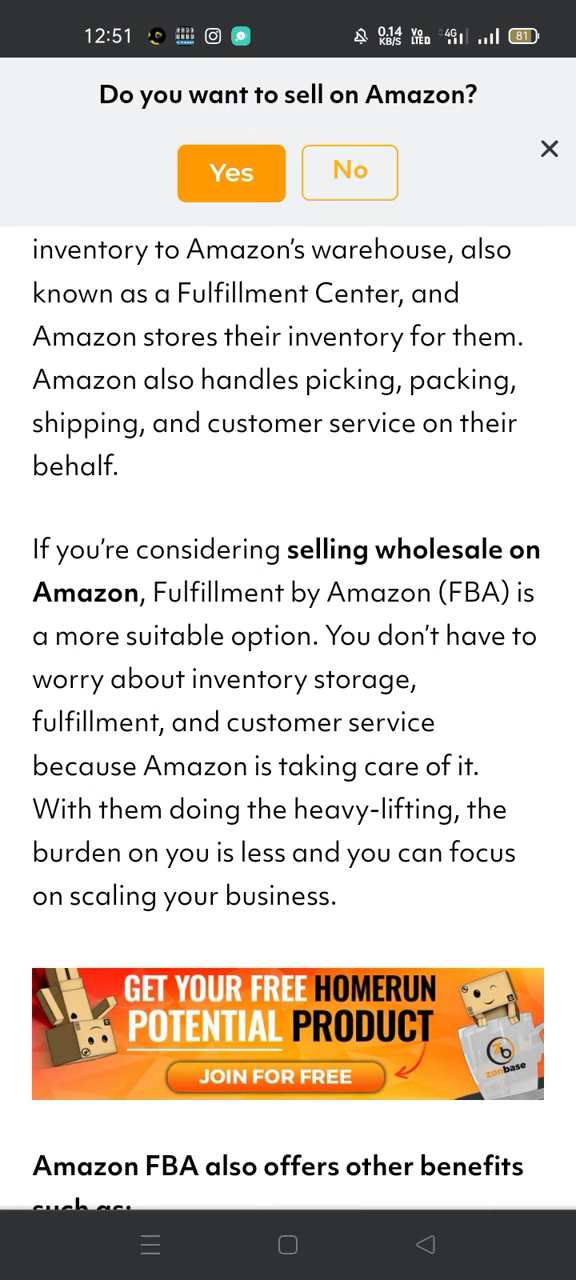 12:51
0.14
KB/S
Vo
LTED
4G
81
Do you want to sell on Amazon?
Yes
No
inventory to Amazon's warehouse, also
known as a Fulfillment Center, and
Amazon stores their inventory for them.
Amazon also handles picking, packing,
shipping, and customer service on their
behalf.
If you're considering selling wholesale on
Amazon, Fulfillment by Amazon (FBA) is
a more suitable option. You don't have to
worry about inventory storage,
fulfillment, and customer service
because Amazon is taking care of it.
With them doing the heavy-lifting, the
burden on you is less and you can focus
on scaling your business.
GET YOUR FREE HOMERUN
POTENTIAL PRODUCT
JOIN FOR FREE
zonbase
Amazon FBA also offers other benefits
such as: